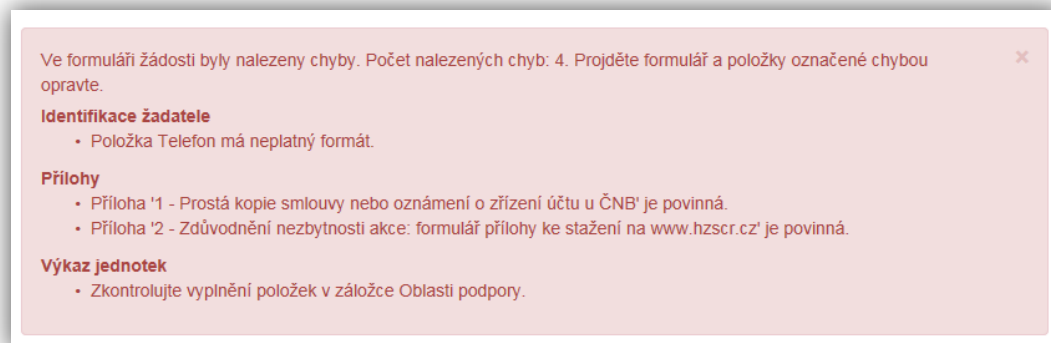 Ve formuláři žádosti byly nalezeny chyby. Počet nalezených chyb: 4. Projděte formulář a položky označené chybou
opravte.
×
Identifikace žadatele
• Položka Telefon má neplatný formát.
Přílohy
• Příloha '1 - Prostá kopie smlouvy nebo oznámení o zřízení účtu u ČNB' je povinná.
• Příloha '2 - Zdůvodnění nezbytnosti akce: formulář přílohy ke stažení na www.hzscr.cz' je povinná.
Výkaz jednotek
• Zkontrolujte vyplnění položek v záložce Oblasti podpory.